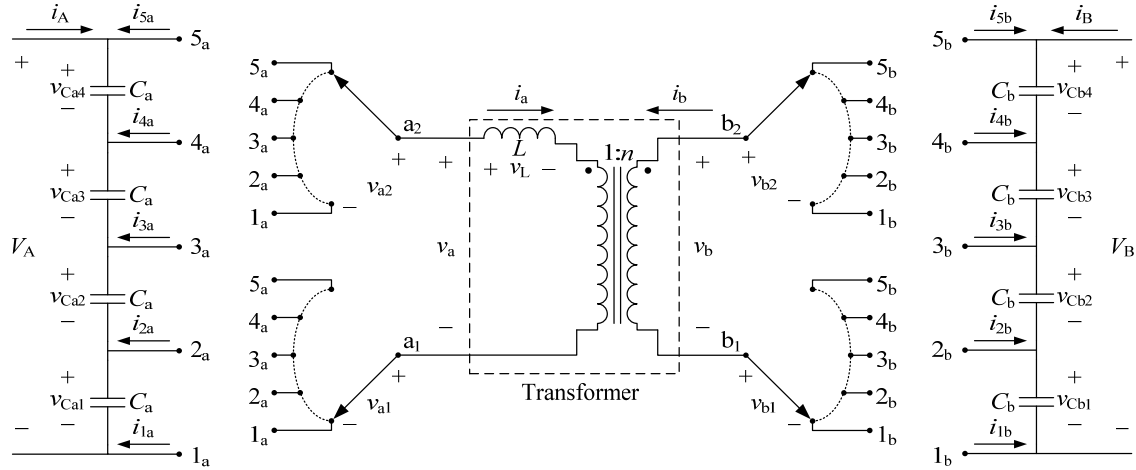 i_A i_5a 5_a
+ +
v_Ca4 C_a
−
i_4a 4_a
+
v_Ca3 C_a
−
V_A i_3a 3_a
+
v_Ca2 C_a
−
i_2a 2_a
+
v_Ca1 C_a
− −
i_1a 1_a
5_a
4_a
3_a
2_a
1_a
a_2
+
v_a2
−
5_a
4_a
3_a
2_a
1_a
a_1
+
v_a1
−
i_a i_b
L 1:n
+ v_L −
+ +
v_a v_b
− −
Transformer
b_2
+
v_b2
−
5_b
4_b
3_b
2_b
1_b
b_1
+
v_b1
−
5_b
4_b
3_b
2_b
1_b
i_5b i_B
5_b
+ +
C_b v_Cb4
−
i_4b
4_b
+
C_b v_Cb3
−
i_3b
3_b V_B
+
C_b v_Cb2
−
i_2b
2_b
+
C_b v_Cb1
− −
i_1b
1_b